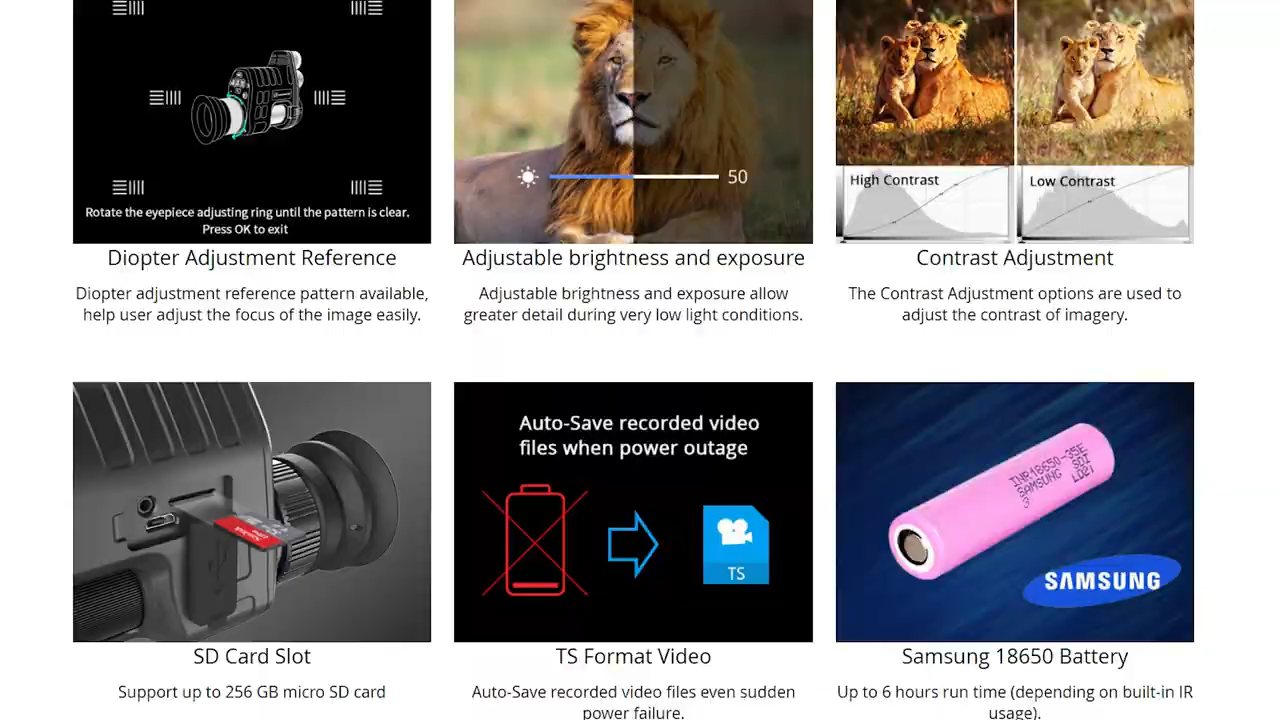 Rotate the eyepiece adjusting ring until the pattern is clear.
Press OK to exit
Diopter Adjustment Reference
Diopter adjustment reference pattern available,
help user adjust the focus of the image easily.
50
Adjustable brightness and exposure
Adjustable brightness and exposure allow
greater detail during very low light conditions.
High Contrast
Low Contrast
Contrast Adjustment
The Contrast Adjustment options are used to
adjust the contrast of imagery.
SanDisk
SD Card Slot
Support up to 256 GB micro SD card
Auto-Save recorded video
files when power outage
TS
TS Format Video
Auto-Save recorded video files even sudden
power failure.
INR18650-35E
SAMSUNG SDI
3
SAMSUNG
Samsung 18650 Battery
Up to 6 hours run time (depending on built-in IR
usage).